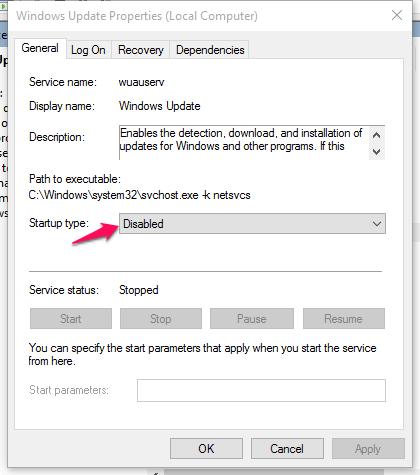 Windows Update Properties (Local Computer)
General Log On Recovery Dependencies
Service name: wuauserv
Display name: Windows Update
Description: Enables the detection, download, and installation of
updates for Windows and other programs. If this
Path to executable:
C:\Windows\system32\svchost.exe -k netsvcs
Startup type: Disabled
Service status: Stopped
Start Stop Pause Resume
You can specify the start parameters that apply when you start the service
from here.
Start parameters:
OK Cancel Apply